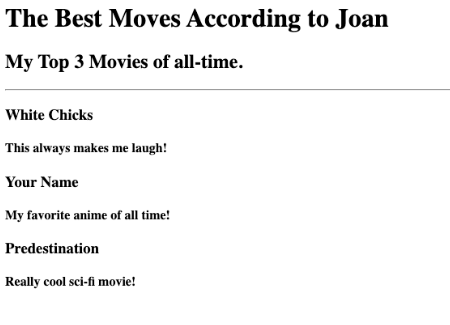 The Best Moves According to Joan
My Top 3 Movies of all-time.
White Chicks
This always makes me laugh!
Your Name
My favorite anime of all time!
Predestination
Really cool sci-fi movie!